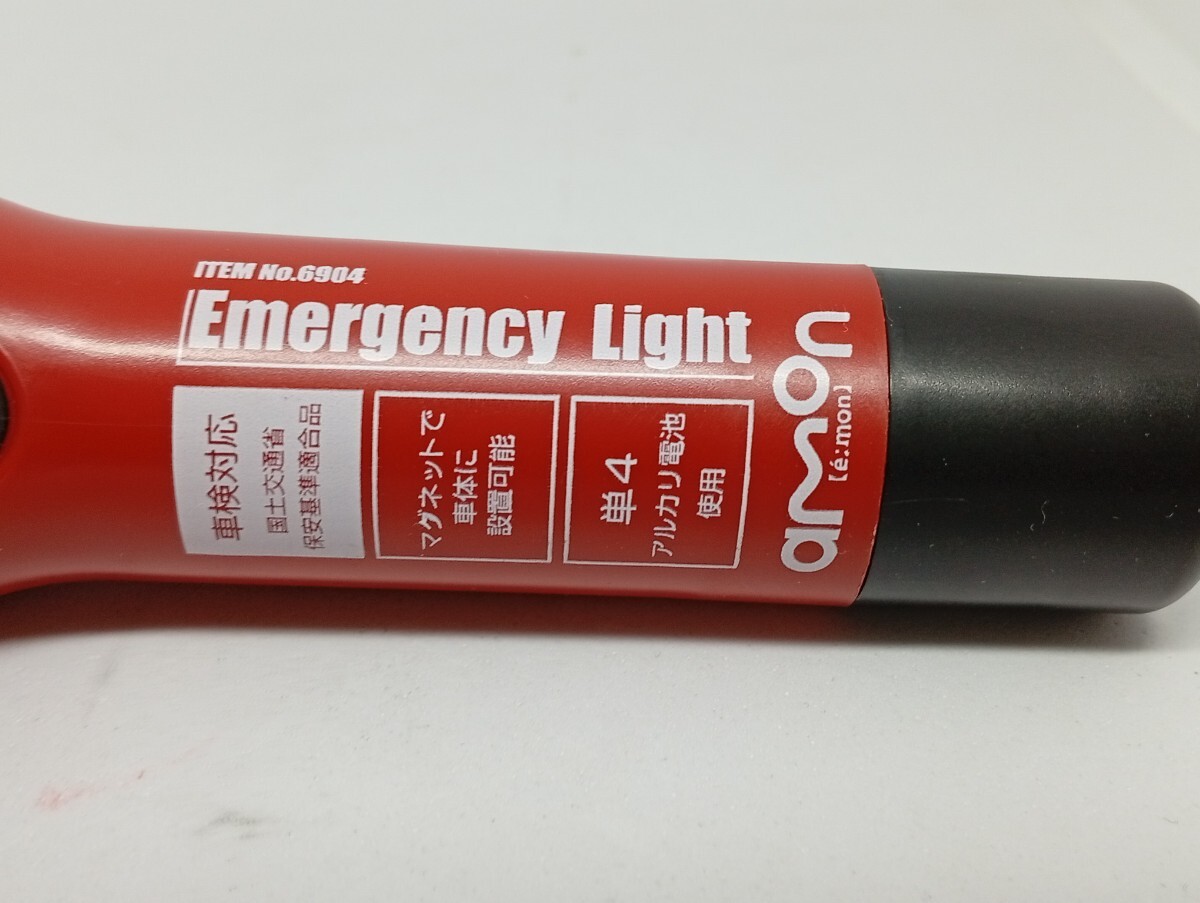 ITEM No.6904
Emergency Light
車検対応
国土交通省
保安基準適合品
マグネットで
車体に
設置可能
単4
アルカリ電池
使用
amon
[é:mon]